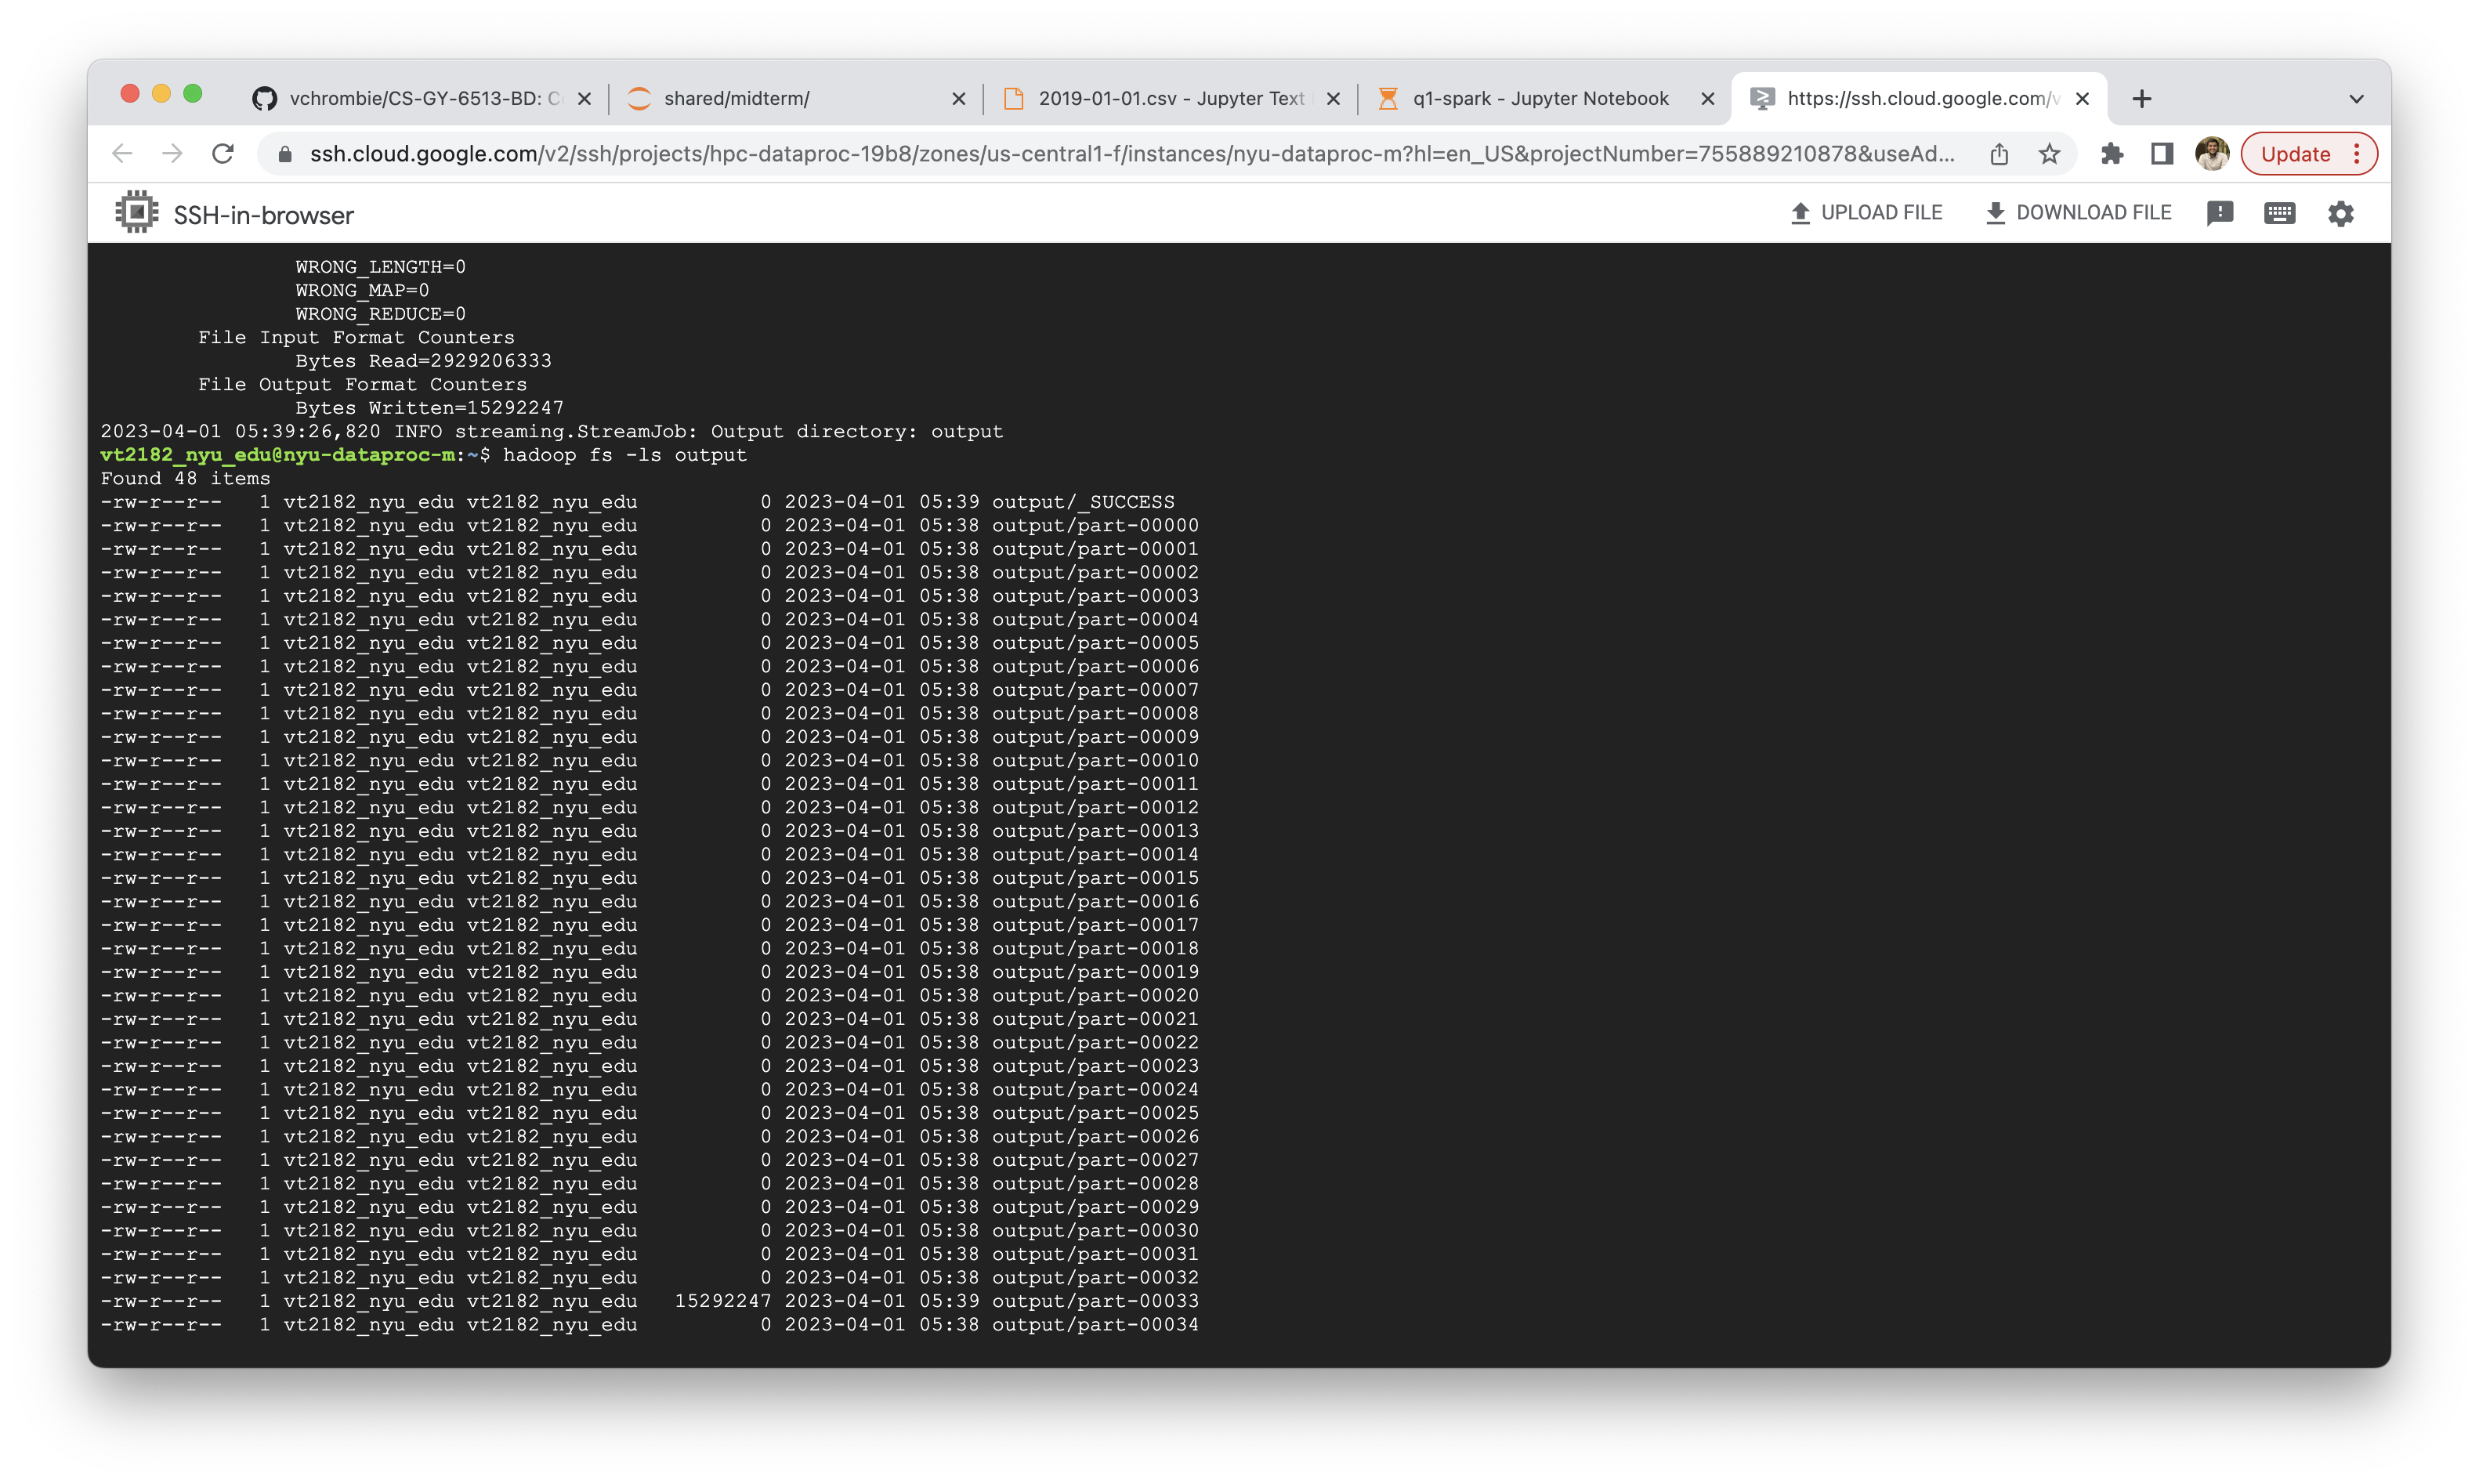 vchrombie/CS-GY-6513-BD: Co
shared/midterm/
2019-01-01.csv - Jupyter Text
q1-spark - Jupyter Notebook
https://ssh.cloud.google.com/v
ssh.cloud.google.com/v2/ssh/projects/hpc-dataproc-19b8/zones/us-central1-f/instances/nyu-dataproc-m?hl=en_US&projectNumber=755889210878&useAd...
Update
SSH-in-browser
UPLOAD FILE
DOWNLOAD FILE
WRONG_LENGTH=0
WRONG_MAP=0
WRONG_REDUCE=0
File Input Format Counters
Bytes Read=2929206333
File Output Format Counters
Bytes Written=15292247
2023-04-01 05:39:26,820 INFO streaming.StreamJob: Output directory: output
vt2182_nyu_edu@nyu-dataproc-m:~$ hadoop fs -ls output
Found 48 items
-rw-r--r-- 1 vt2182_nyu_edu vt2182_nyu_edu 0 2023-04-01 05:39 output/_SUCCESS
-rw-r--r-- 1 vt2182_nyu_edu vt2182_nyu_edu 0 2023-04-01 05:38 output/part-00000
-rw-r--r-- 1 vt2182_nyu_edu vt2182_nyu_edu 0 2023-04-01 05:38 output/part-00001
-rw-r--r-- 1 vt2182_nyu_edu vt2182_nyu_edu 0 2023-04-01 05:38 output/part-00002
-rw-r--r-- 1 vt2182_nyu_edu vt2182_nyu_edu 0 2023-04-01 05:38 output/part-00003
-rw-r--r-- 1 vt2182_nyu_edu vt2182_nyu_edu 0 2023-04-01 05:38 output/part-00004
-rw-r--r-- 1 vt2182_nyu_edu vt2182_nyu_edu 0 2023-04-01 05:38 output/part-00005
-rw-r--r-- 1 vt2182_nyu_edu vt2182_nyu_edu 0 2023-04-01 05:38 output/part-00006
-rw-r--r-- 1 vt2182_nyu_edu vt2182_nyu_edu 0 2023-04-01 05:38 output/part-00007
-rw-r--r-- 1 vt2182_nyu_edu vt2182_nyu_edu 0 2023-04-01 05:38 output/part-00008
-rw-r--r-- 1 vt2182_nyu_edu vt2182_nyu_edu 0 2023-04-01 05:38 output/part-00009
-rw-r--r-- 1 vt2182_nyu_edu vt2182_nyu_edu 0 2023-04-01 05:38 output/part-00010
-rw-r--r-- 1 vt2182_nyu_edu vt2182_nyu_edu 0 2023-04-01 05:38 output/part-00011
-rw-r--r-- 1 vt2182_nyu_edu vt2182_nyu_edu 0 2023-04-01 05:38 output/part-00012
-rw-r--r-- 1 vt2182_nyu_edu vt2182_nyu_edu 0 2023-04-01 05:38 output/part-00013
-rw-r--r-- 1 vt2182_nyu_edu vt2182_nyu_edu 0 2023-04-01 05:38 output/part-00014
-rw-r--r-- 1 vt2182_nyu_edu vt2182_nyu_edu 0 2023-04-01 05:38 output/part-00015
-rw-r--r-- 1 vt2182_nyu_edu vt2182_nyu_edu 0 2023-04-01 05:38 output/part-00016
-rw-r--r-- 1 vt2182_nyu_edu vt2182_nyu_edu 0 2023-04-01 05:38 output/part-00017
-rw-r--r-- 1 vt2182_nyu_edu vt2182_nyu_edu 0 2023-04-01 05:38 output/part-00018
-rw-r--r-- 1 vt2182_nyu_edu vt2182_nyu_edu 0 2023-04-01 05:38 output/part-00019
-rw-r--r-- 1 vt2182_nyu_edu vt2182_nyu_edu 0 2023-04-01 05:38 output/part-00020
-rw-r--r-- 1 vt2182_nyu_edu vt2182_nyu_edu 0 2023-04-01 05:38 output/part-00021
-rw-r--r-- 1 vt2182_nyu_edu vt2182_nyu_edu 0 2023-04-01 05:38 output/part-00022
-rw-r--r-- 1 vt2182_nyu_edu vt2182_nyu_edu 0 2023-04-01 05:38 output/part-00023
-rw-r--r-- 1 vt2182_nyu_edu vt2182_nyu_edu 0 2023-04-01 05:38 output/part-00024
-rw-r--r-- 1 vt2182_nyu_edu vt2182_nyu_edu 0 2023-04-01 05:38 output/part-00025
-rw-r--r-- 1 vt2182_nyu_edu vt2182_nyu_edu 0 2023-04-01 05:38 output/part-00026
-rw-r--r-- 1 vt2182_nyu_edu vt2182_nyu_edu 0 2023-04-01 05:38 output/part-00027
-rw-r--r-- 1 vt2182_nyu_edu vt2182_nyu_edu 0 2023-04-01 05:38 output/part-00028
-rw-r--r-- 1 vt2182_nyu_edu vt2182_nyu_edu 0 2023-04-01 05:38 output/part-00029
-rw-r--r-- 1 vt2182_nyu_edu vt2182_nyu_edu 0 2023-04-01 05:38 output/part-00030
-rw-r--r-- 1 vt2182_nyu_edu vt2182_nyu_edu 0 2023-04-01 05:38 output/part-00031
-rw-r--r-- 1 vt2182_nyu_edu vt2182_nyu_edu 0 2023-04-01 05:38 output/part-00032
-rw-r--r-- 1 vt2182_nyu_edu vt2182_nyu_edu 15292247 2023-04-01 05:39 output/part-00033
-rw-r--r-- 1 vt2182_nyu_edu vt2182_nyu_edu 0 2023-04-01 05:38 output/part-00034